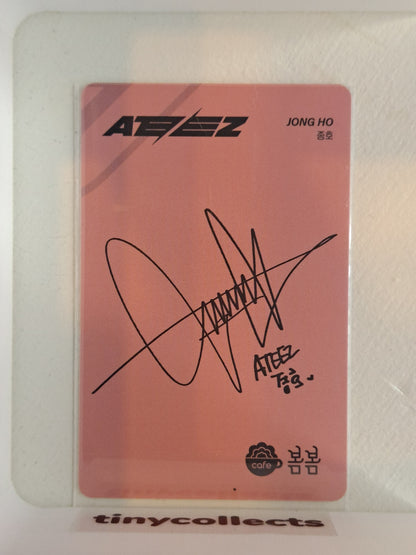 ATEEZ
JONG HO
종호
ATEEZ
종호
cafe
봄봄
tinycollects